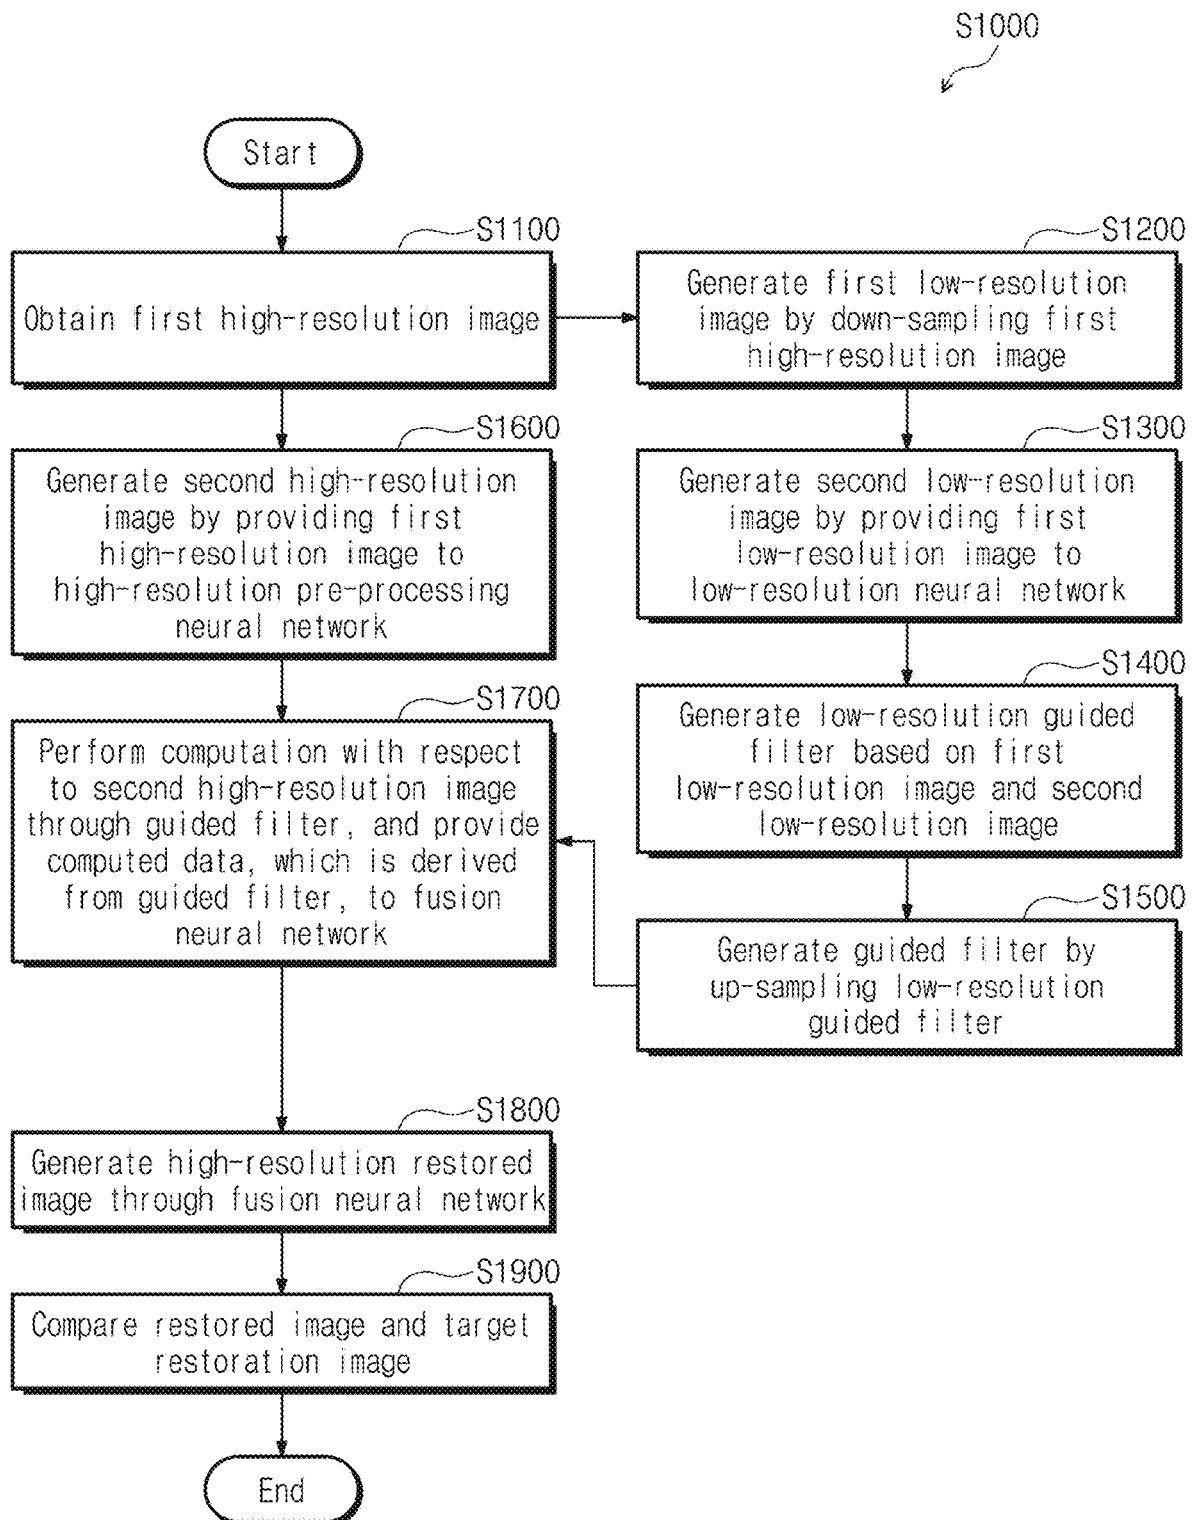 S1000
Start
S1100
Obtain first high-resolution image
S1200
Generate first low-resolution
image by down-sampling first
high-resolution image
S1600
Generate second high-resolution
image by providing first
high-resolution image to
high-resolution pre-processing
neural network
S1300
Generate second low-resolution
image by providing first
low-resolution image to
low-resolution neural network
S1700
Perform computation with respect
to second high-resolution image
through guided filter, and provide
computed data, which is derived
from guided filter, to fusion
neural network
S1400
Generate low-resolution guided
filter based on first
low-resolution image and second
low-resolution image
S1500
Generate guided filter by
up-sampling low-resolution
guided filter
S1800
Generate high-resolution restored
image through fusion neural network
S1900
Compare restored image and target
restoration image
End